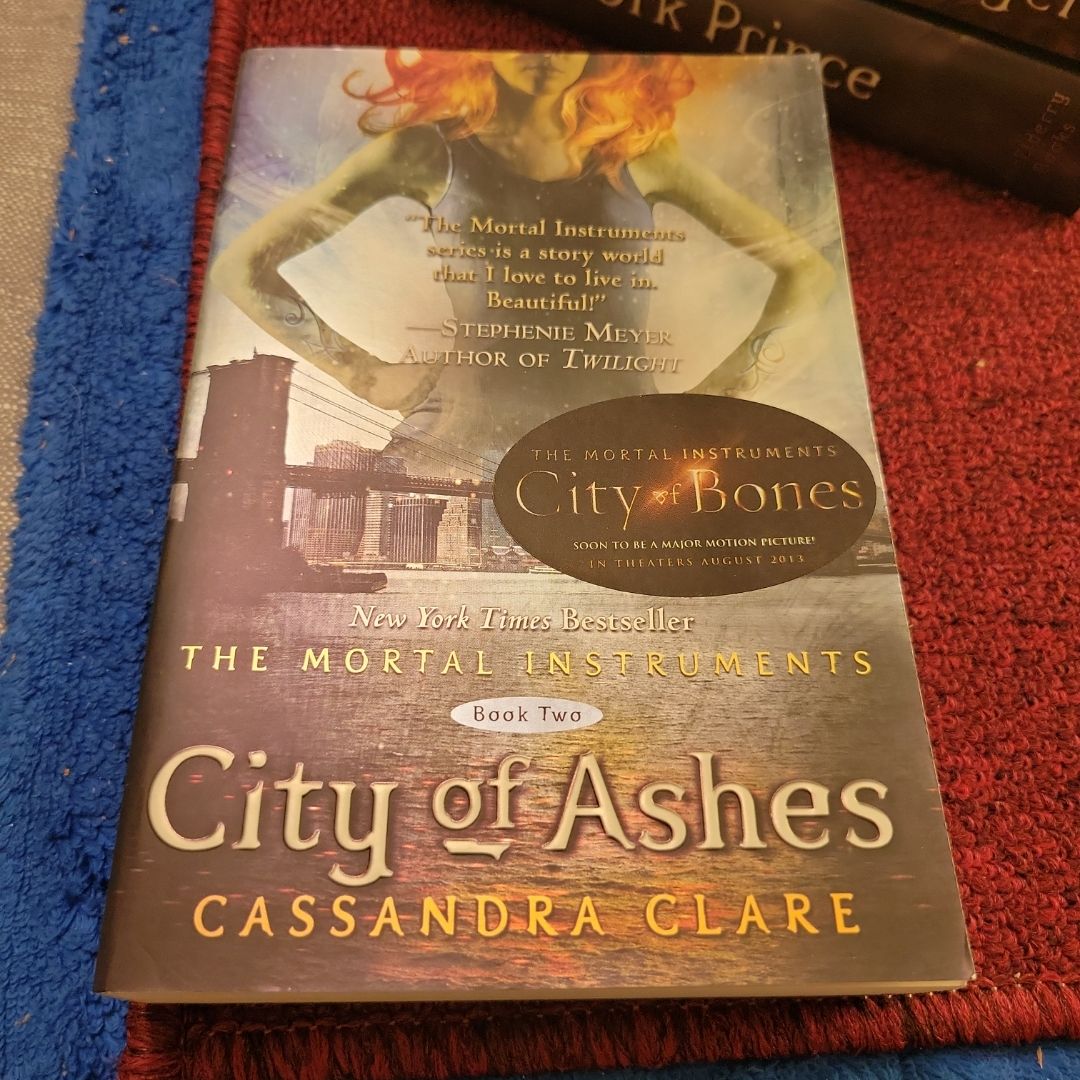 Prince
"The Mortal Instruments
series is a story world
that I love to live in.
Beautiful!"
—Stephenie Meyer
Author of Twilight
THE MORTAL INSTRUMENTS
City of Bones
SOON TO BE A MAJOR MOTION PICTURE!
IN THEATERS AUGUST 2013
New York Times Bestseller
THE MORTAL INSTRUMENTS
Book Two
City of Ashes
CASSANDRA CLARE